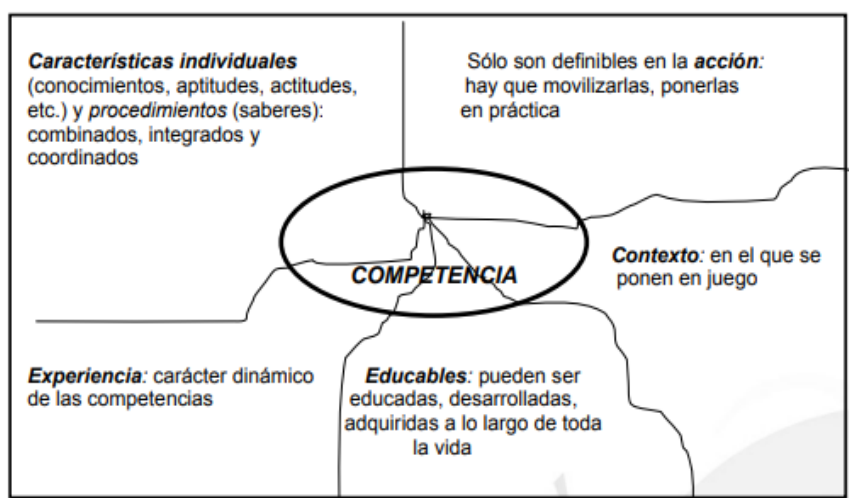 Características individuales
(conocimientos, aptitudes, actitudes,
etc.) y procedimientos (saberes):
combinados, integrados y
coordinados
Sólo son definibles en la acción:
hay que movilizarlas, ponerlas
en práctica
COMPETENCIA
Contexto: en el que se
ponen en juego
Experiencia: carácter dinámico
de las competencias
Educables: pueden ser
educadas, desarrolladas,
adquiridas a lo largo de toda
la vida